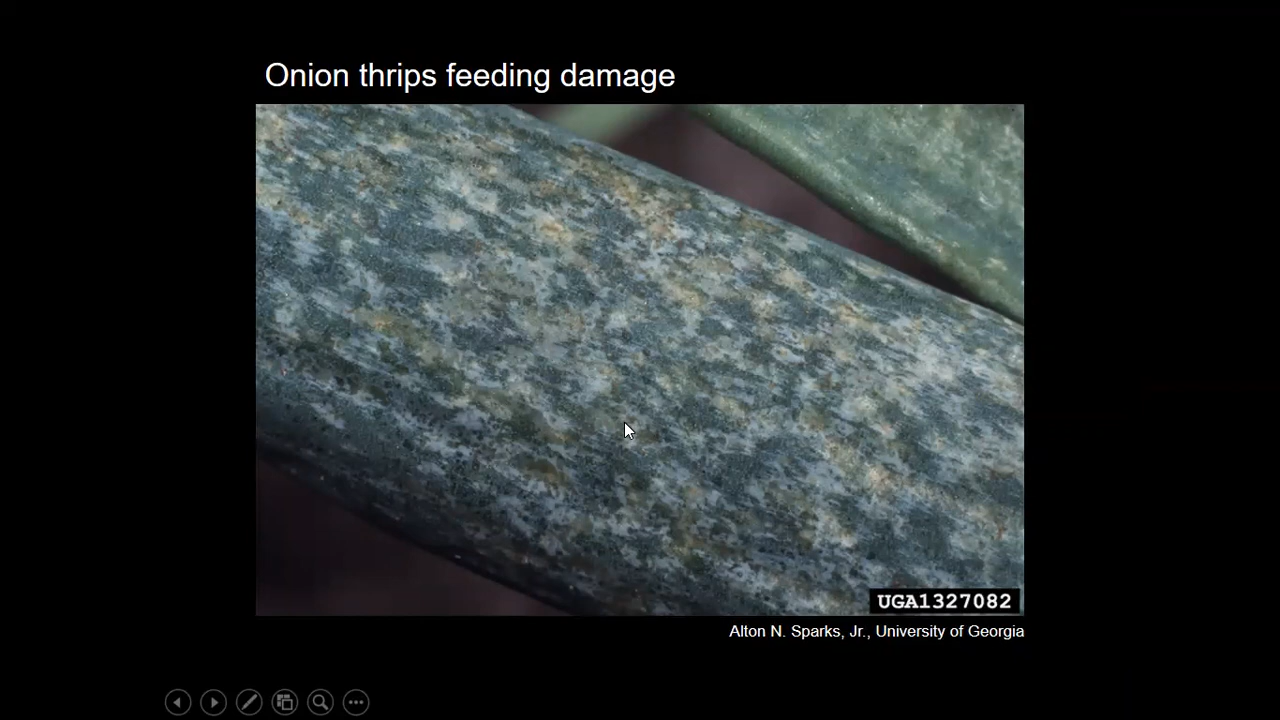 Onion thrips feeding damage
UGA1327082
Alton N. Sparks, Jr., University of Georgia